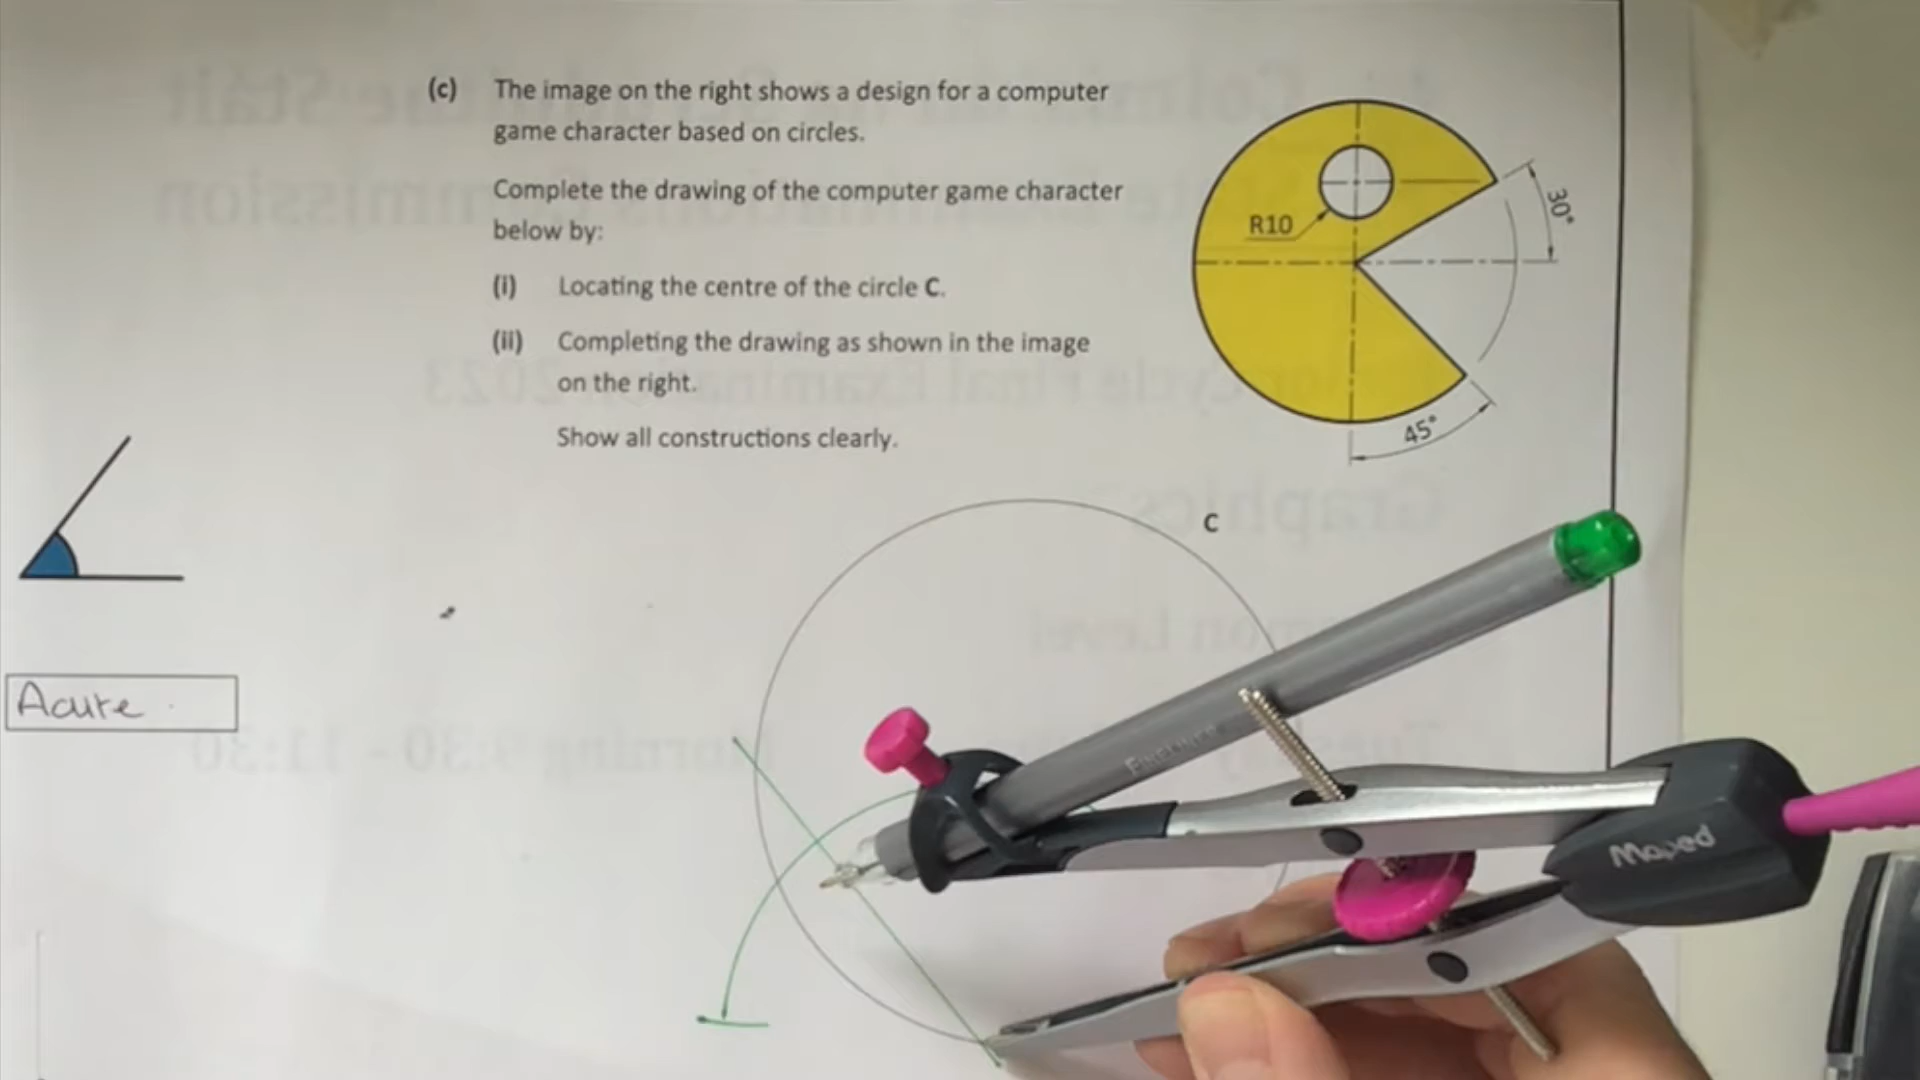 (c) The image on the right shows a design for a computer
game character based on circles.
Complete the drawing of the computer game character
below by:
(i) Locating the centre of the circle C.
(ii) Completing the drawing as shown in the image
on the right.
Show all constructions clearly.
R10
30°
45°
C
Acute
Maped